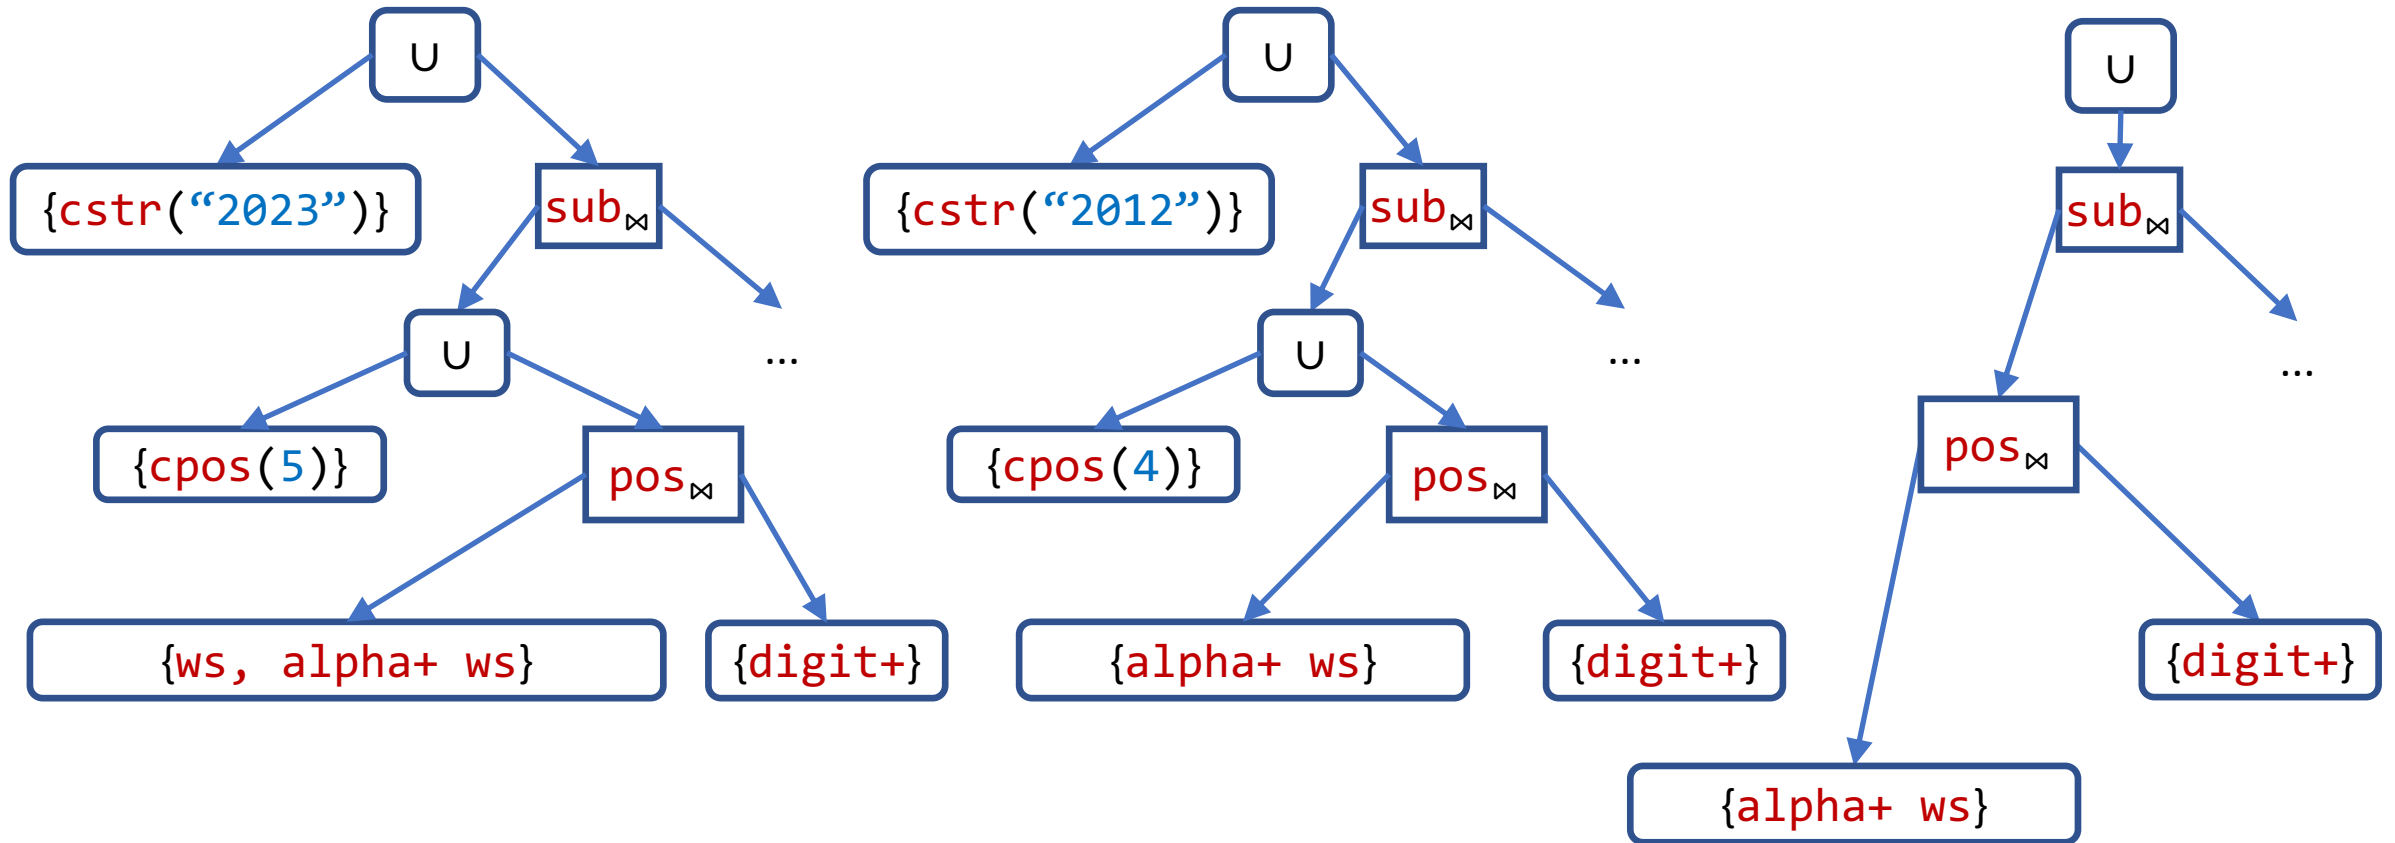 ∪ ∪ ∪
{cstr(“2023”)} sub⋈ {cstr(“2012”)} sub⋈ sub⋈
∪ ... ∪ ... ...
{cpos(5)} pos⋈ {cpos(4)} pos⋈ pos⋈
{ws, alpha+ ws} {digit+} {alpha+ ws} {digit+} {digit+}
{alpha+ ws}